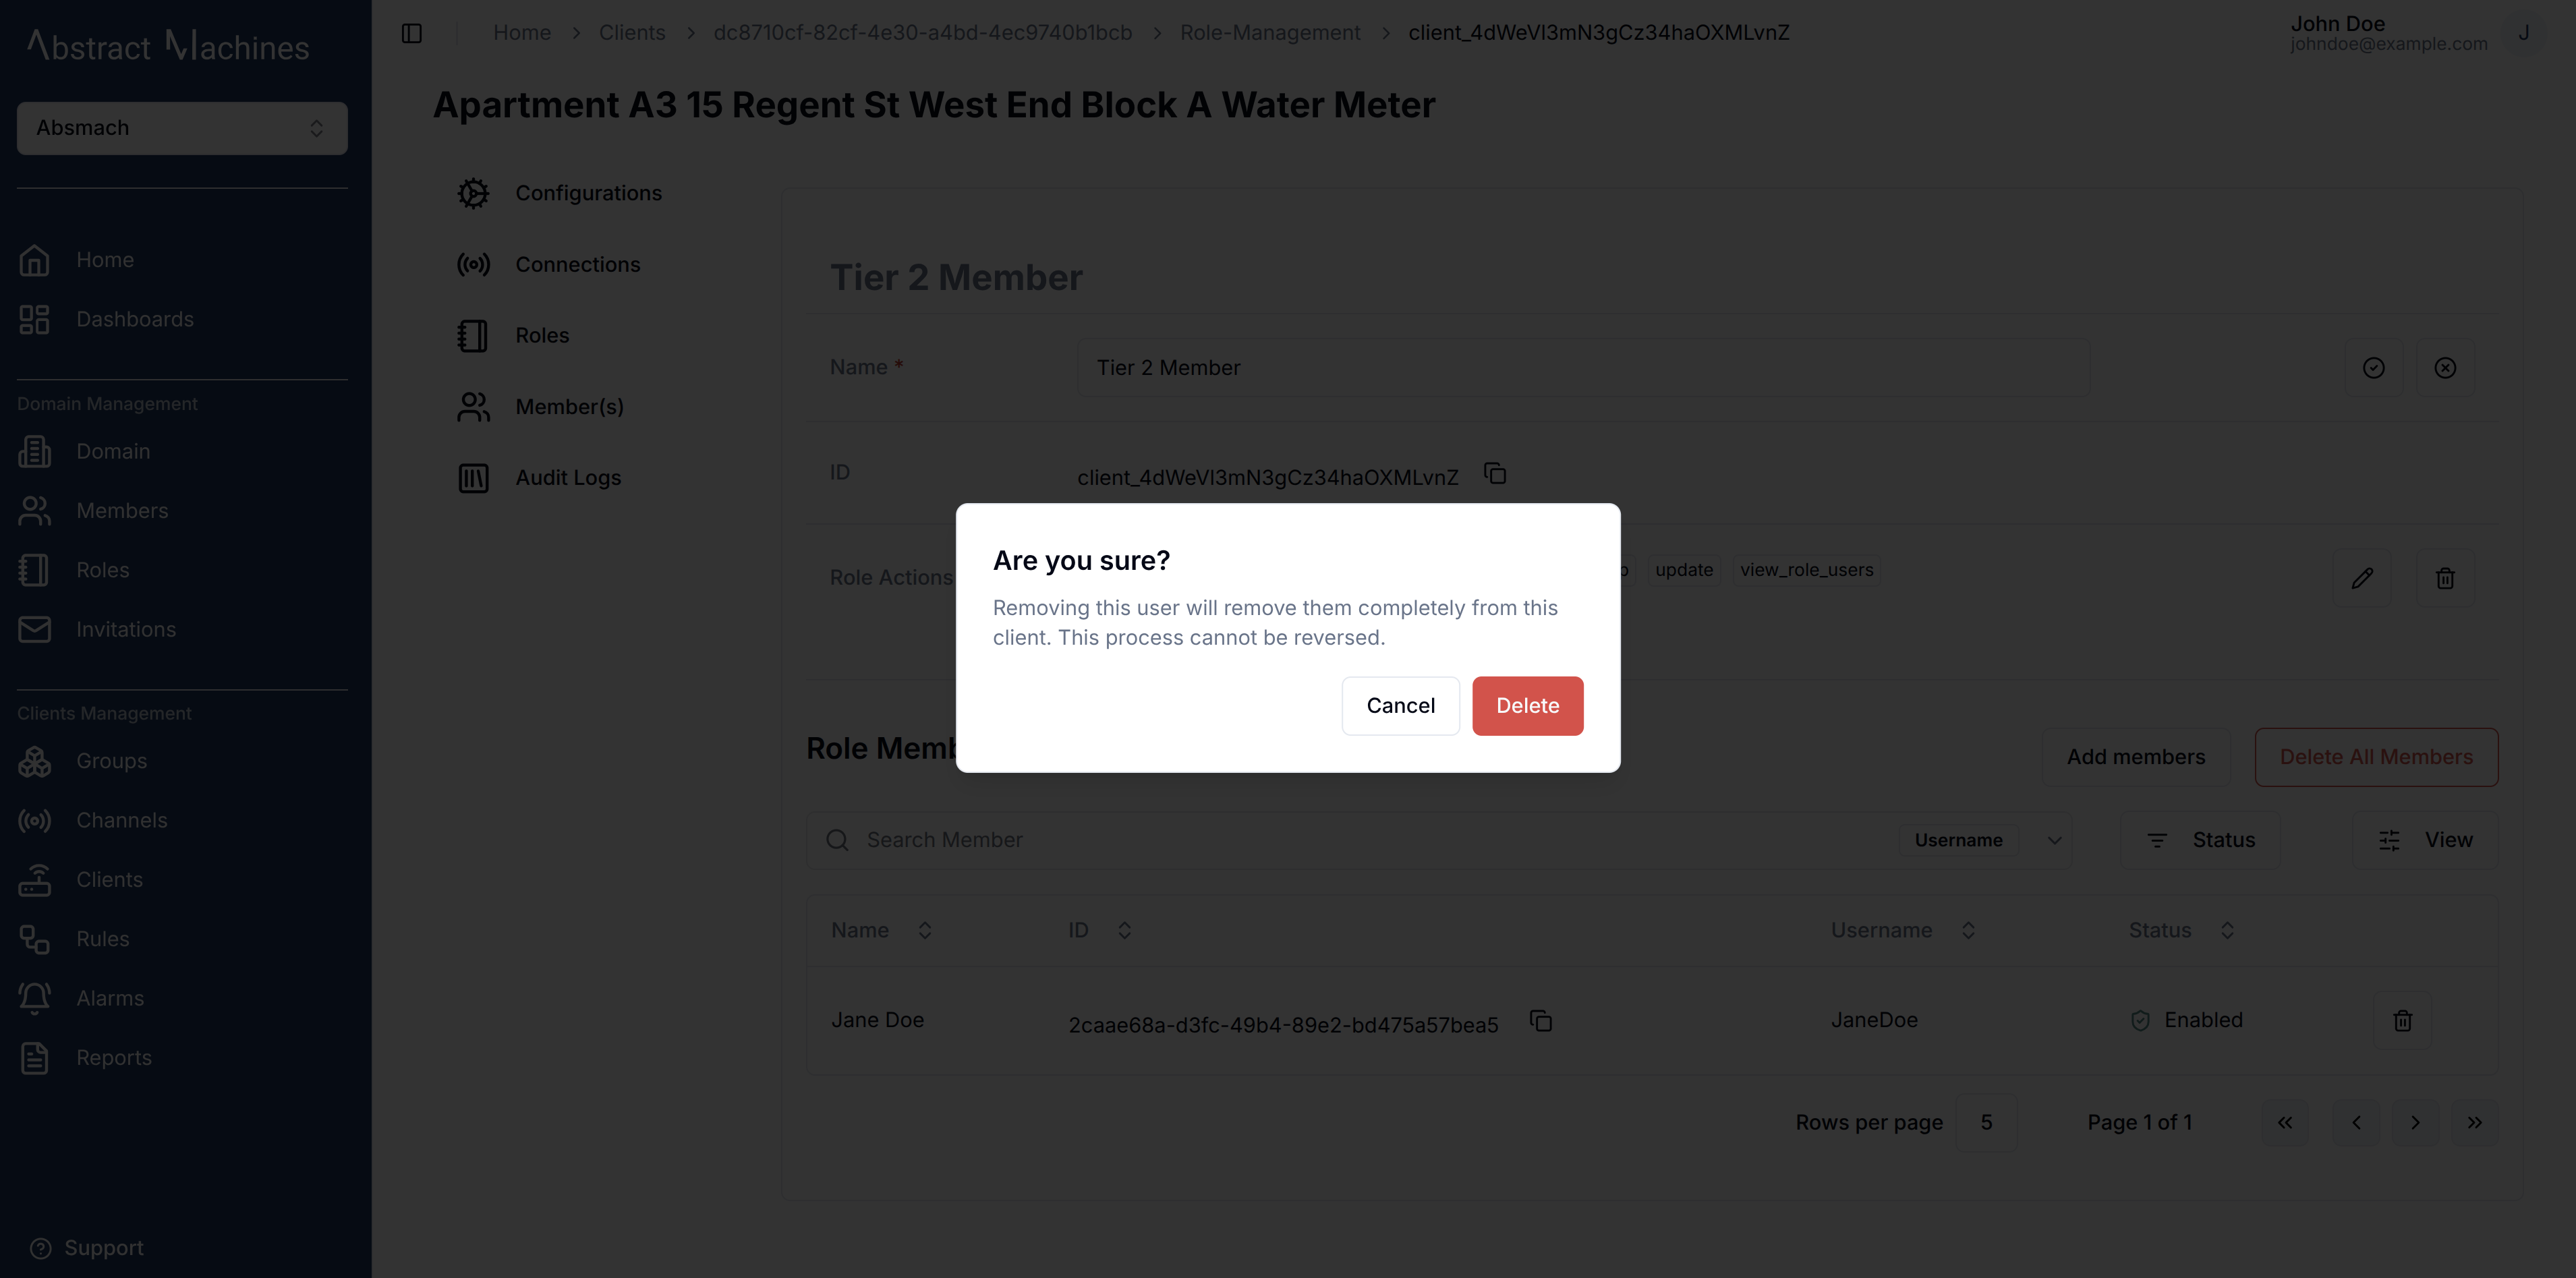 Abstract Machines
Absmach
Home
Dashboards
Domain Management
Domain
Members
Roles
Invitations
Clients Management
Groups
Channels
Clients
Rules
Alarms
Reports
Support
Home > Clients > dc8710cf-82cf-4e30-a4bd-4ec9740b1bcb > Role-Management > client_4dWeVl3mN3gCz34haOXMLvnZ
John Doe
johndoe@example.com
J
Apartment A3 15 Regent St West End Block A Water Meter
Configurations
Connections
Roles
Member(s)
Audit Logs
Tier 2 Member
Name * Tier 2 Member
ID client_4dWeVl3mN3gCz34haOXMLvnZ
Role Actions update view_role_users
Are you sure?
Removing this user will remove them completely from this
client. This process cannot be reversed.
Cancel Delete
Role Memb
Add members Delete All Members
Search Member Username Status View
Name ID Username Status
Jane Doe 2caae68a-d3fc-49b4-89e2-bd475a57bea5 JaneDoe Enabled
Rows per page 5 Page 1 of 1